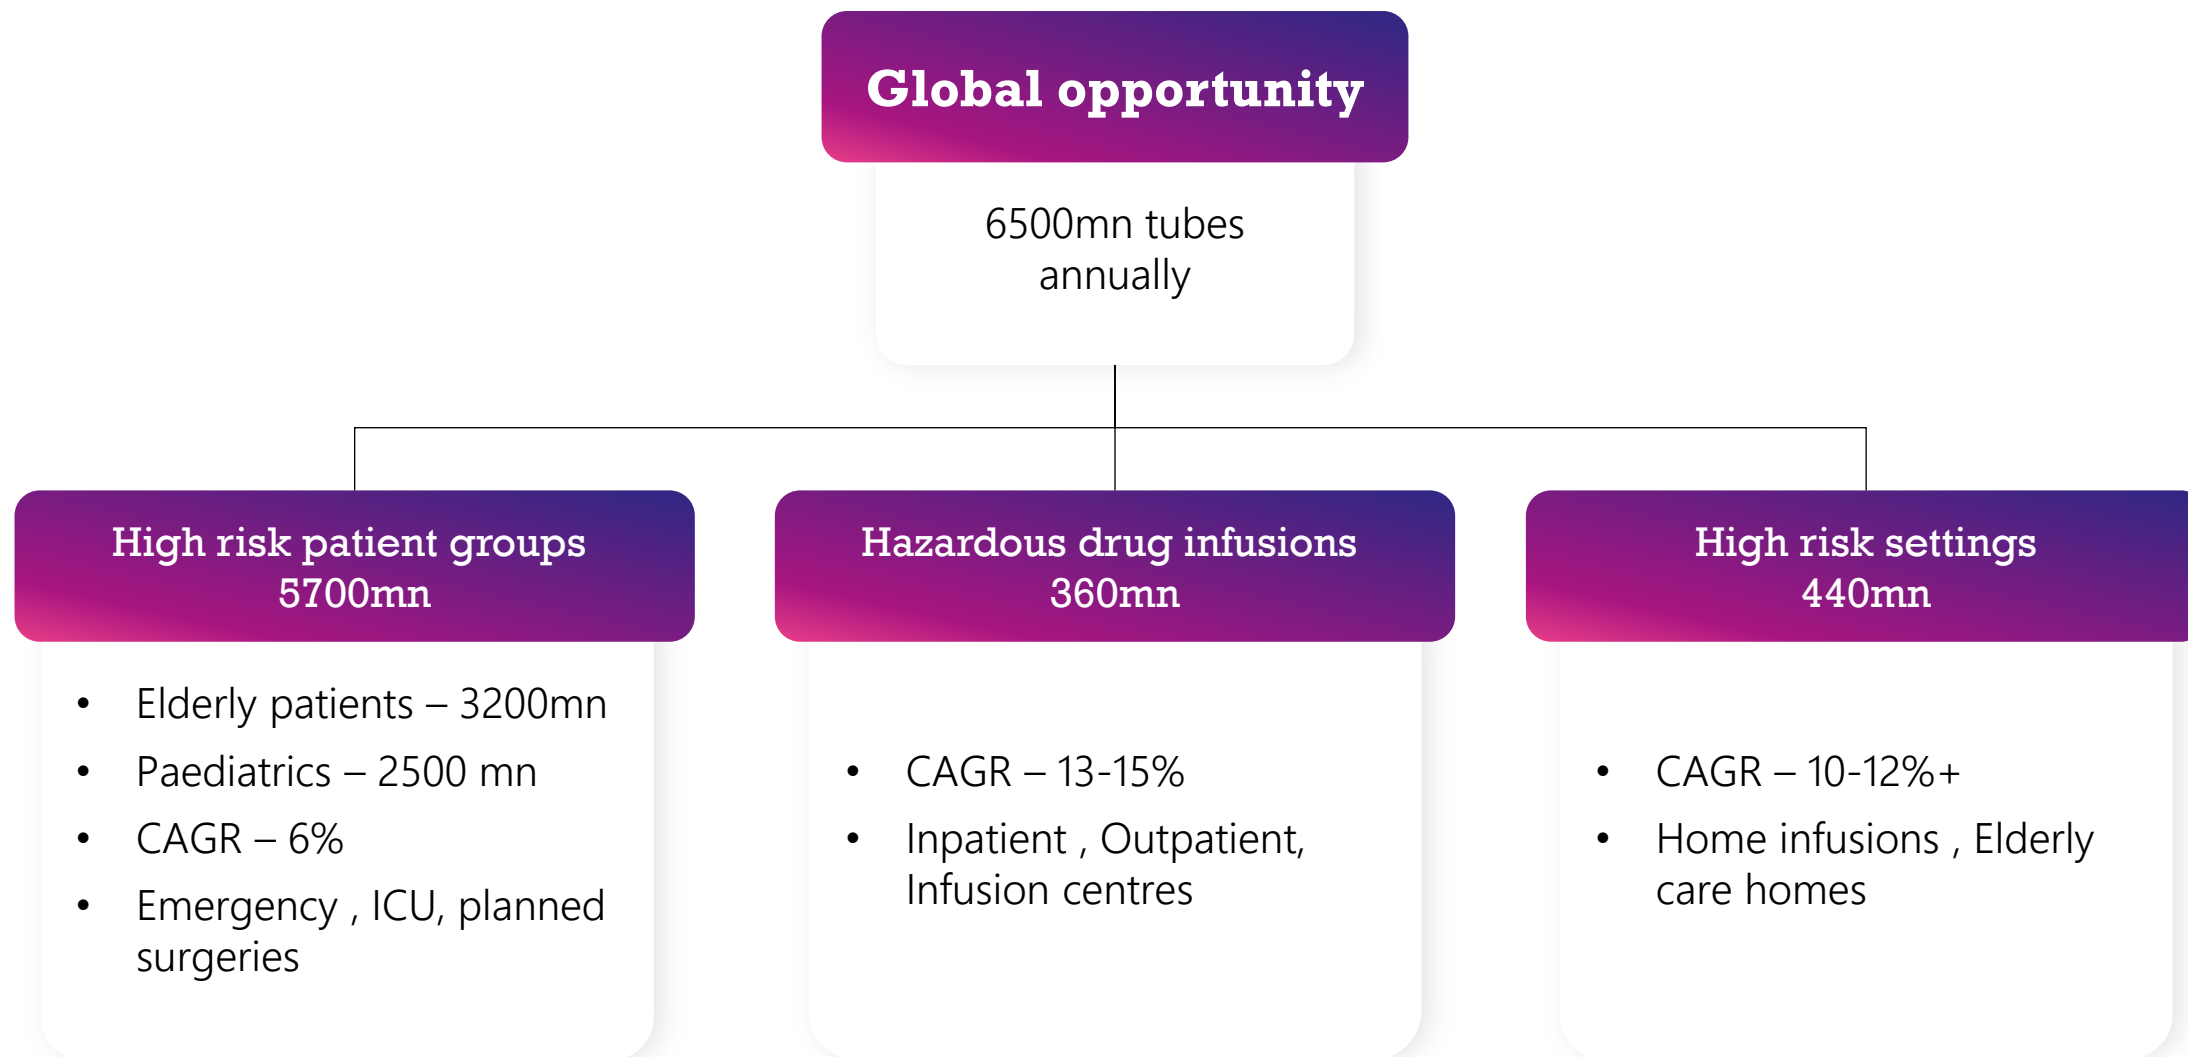 Global opportunity
6500mn tubes
annually
High risk patient groups
5700mn
• Elderly patients – 3200mn
• Paediatrics – 2500 mn
• CAGR – 6%
• Emergency , ICU, planned
surgeries
Hazardous drug infusions
360mn
• CAGR – 13-15%
• Inpatient , Outpatient,
Infusion centres
High risk settings
440mn
• CAGR – 10-12%+
• Home infusions , Elderly
care homes